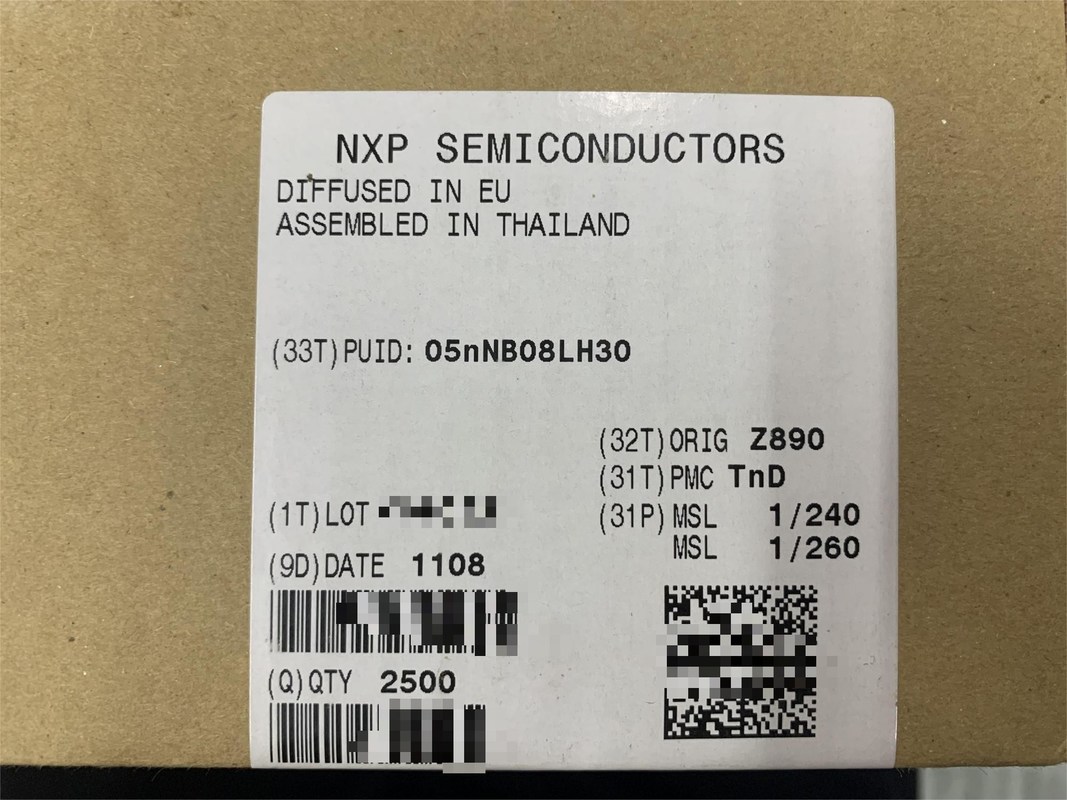 NXP SEMICONDUCTORS
DIFFUSED IN EU
ASSEMBLED IN THAILAND
(33T)PUID: 05nNB08LH30
(32T)ORIG Z890
(31T)PMC TnD
(1T)LOT
(31P)MSL 1/240
MSL 1/260
(9D)DATE 1108
(Q)QTY 2500